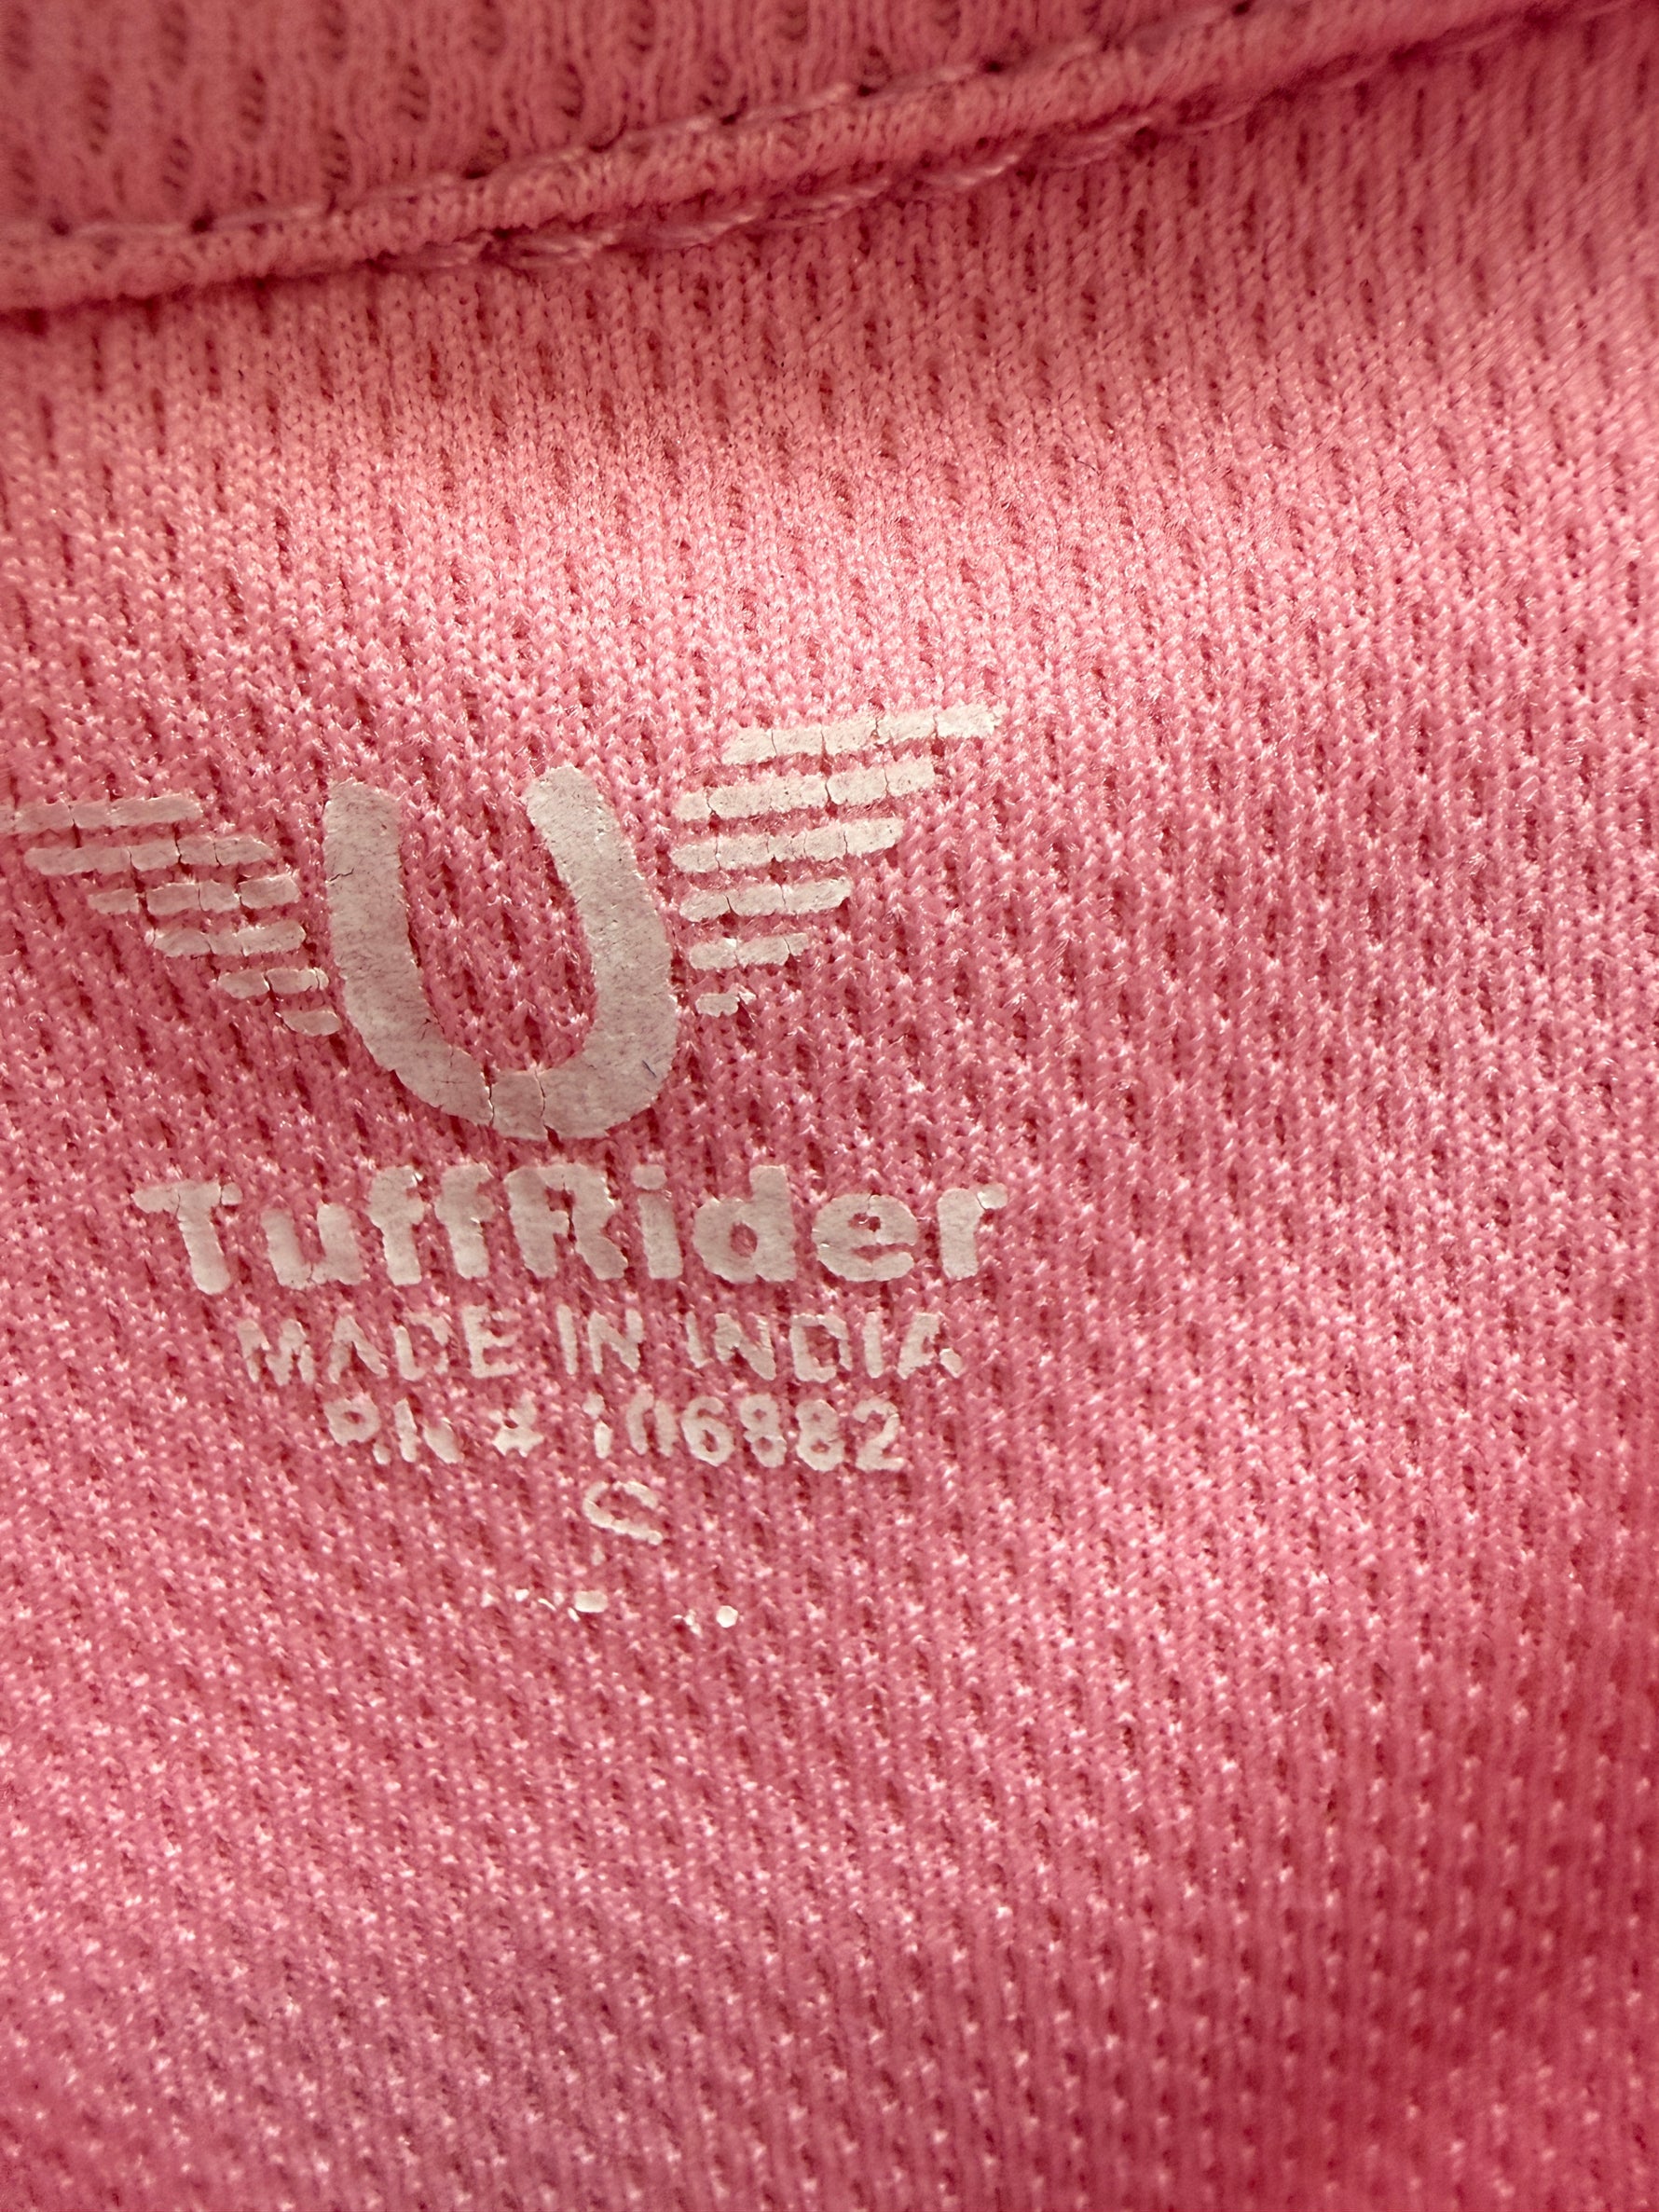 TuffRider
MADE IN INDIA
R.N. # 106882
S